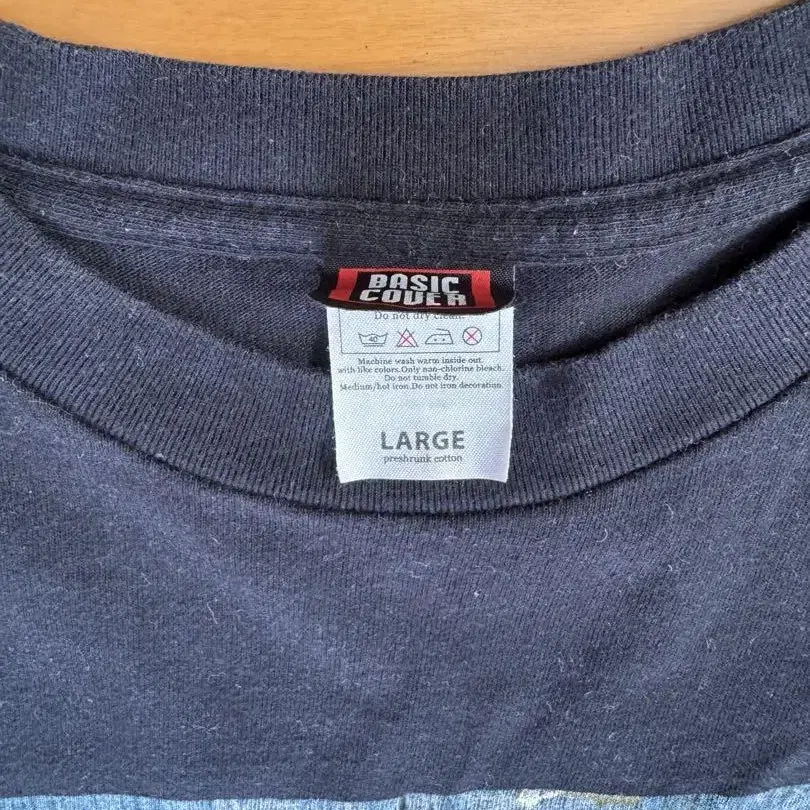 BASIC
COVER
Do not dry clean.
40
Machine wash warm inside out
with like colors.Only non-chlorine bleach.
Do not tumble dry.
Medium/hot iron.Do not iron decoration.
LARGE
preshrunk cotton